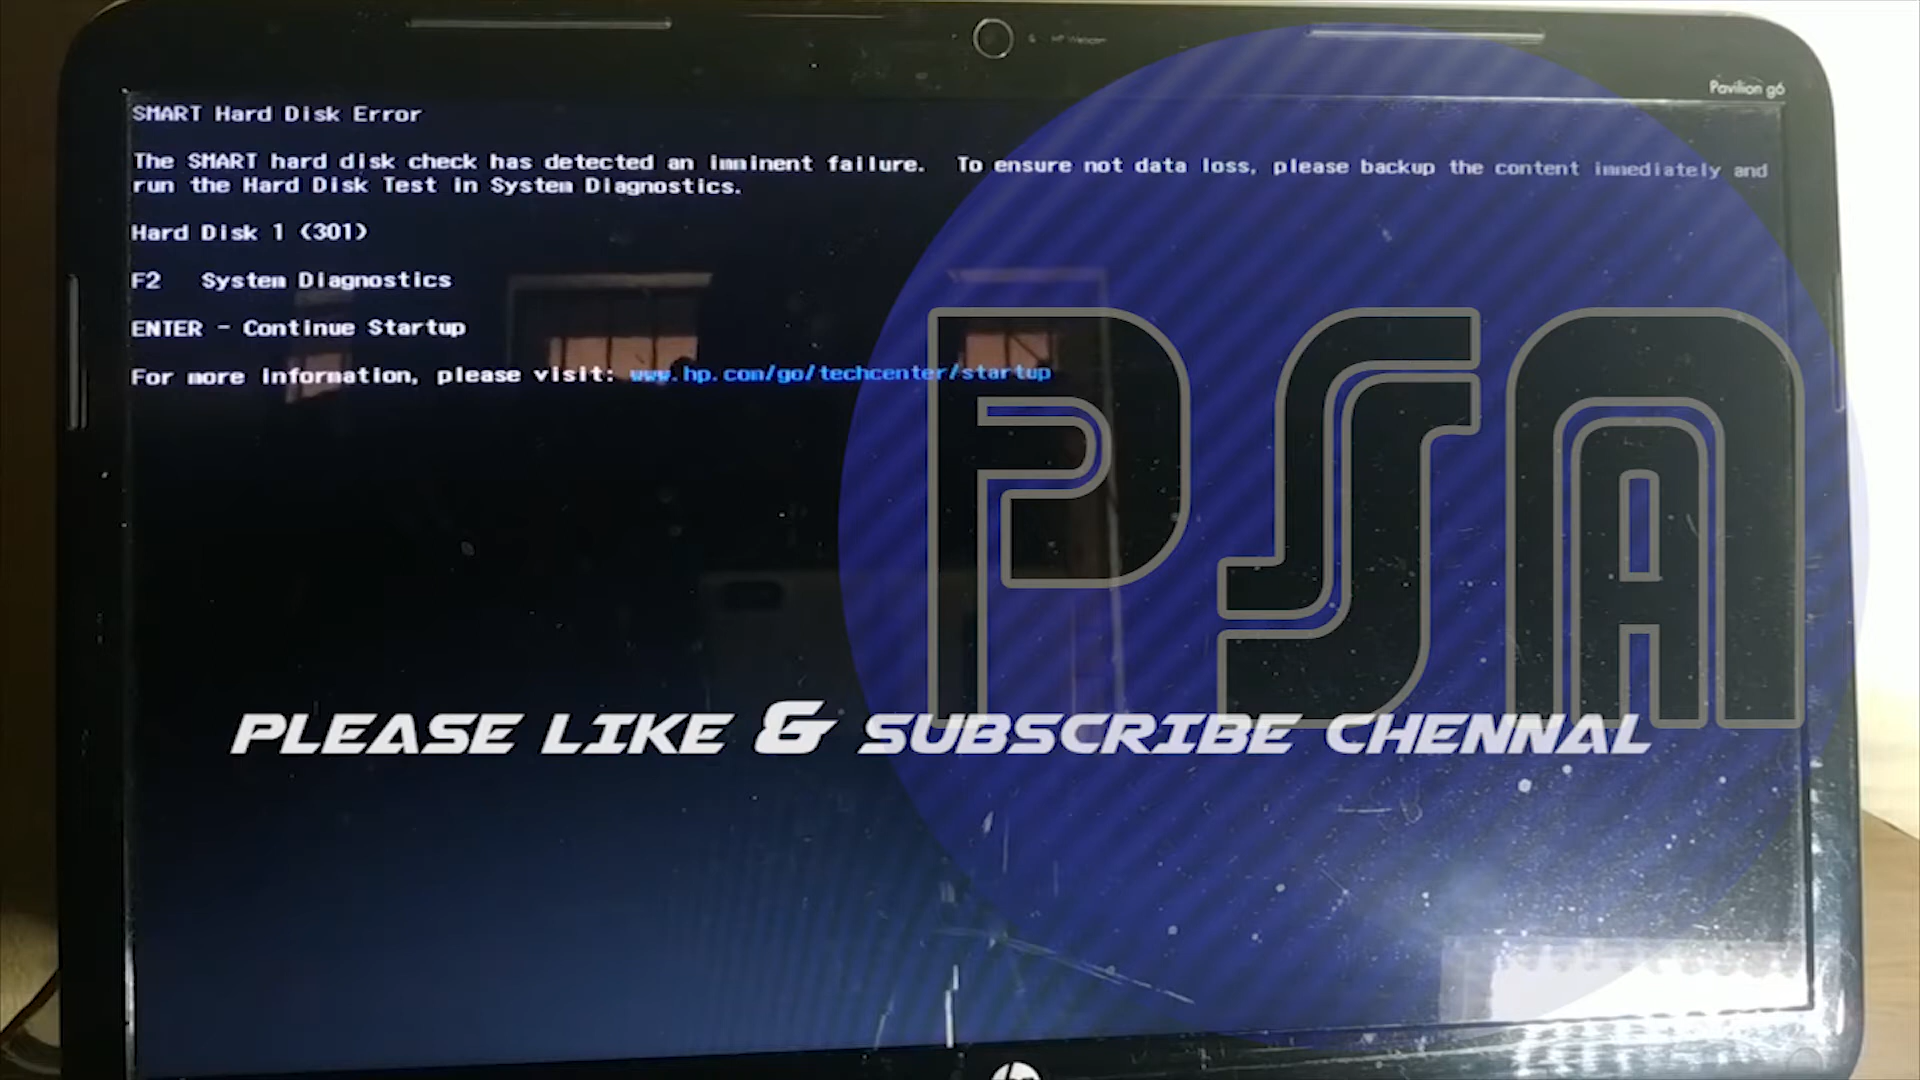 HP Webcam
Pavilion g6
SMART Hard Disk Error
The SMART hard disk check has detected an imminent failure. To ensure not data loss, please backup the content immediately and
run the Hard Disk Test in System Diagnostics.
Hard Disk 1 (301)
F2 System Diagnostics
ENTER - Continue Startup
For more information, please visit: www.hp.com/go/techcenter/startup
PSA
PLEASE LIKE & SUBSCRIBE CHENNAL
hp